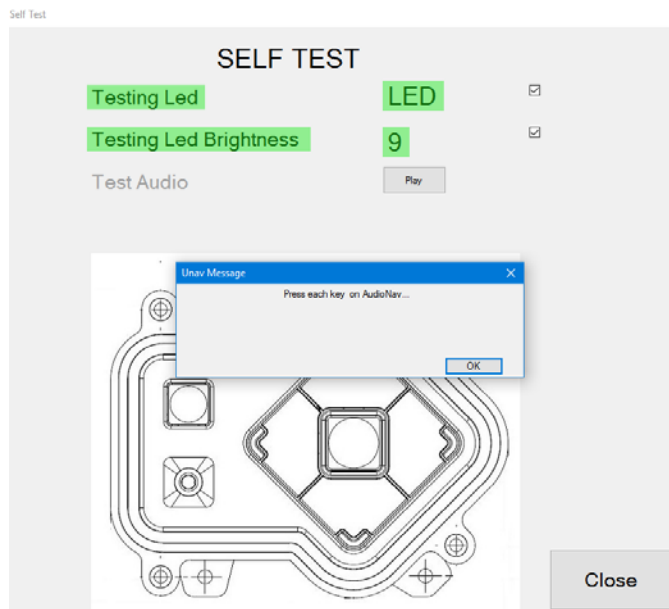 Self Test
SELF TEST
Testing Led LED
Testing Led Brightness 9
Test Audio Play
Unav Message
Press each key on AudioNav...
OK
Close